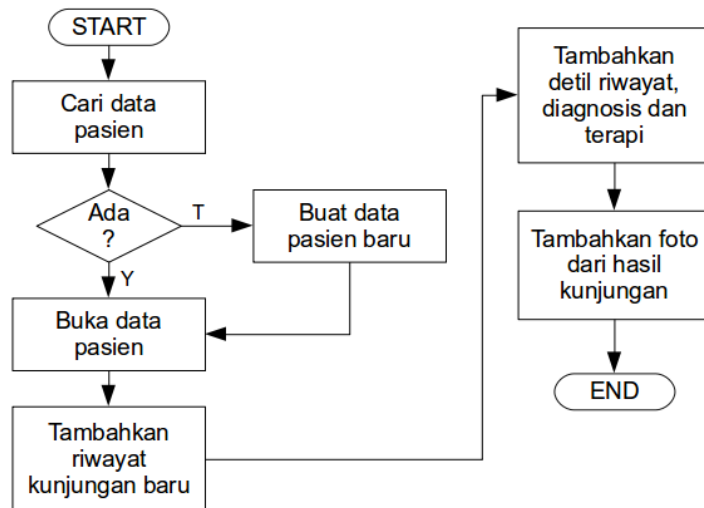 START
Cari data
pasien
Ada
?
T
Buat data
pasien baru
Y
Buka data
pasien
Tambahkan
riwayat
kunjungan baru
Tambahkan
detil riwayat,
diagnosis dan
terapi
Tambahkan foto
dari hasil
kunjungan
END